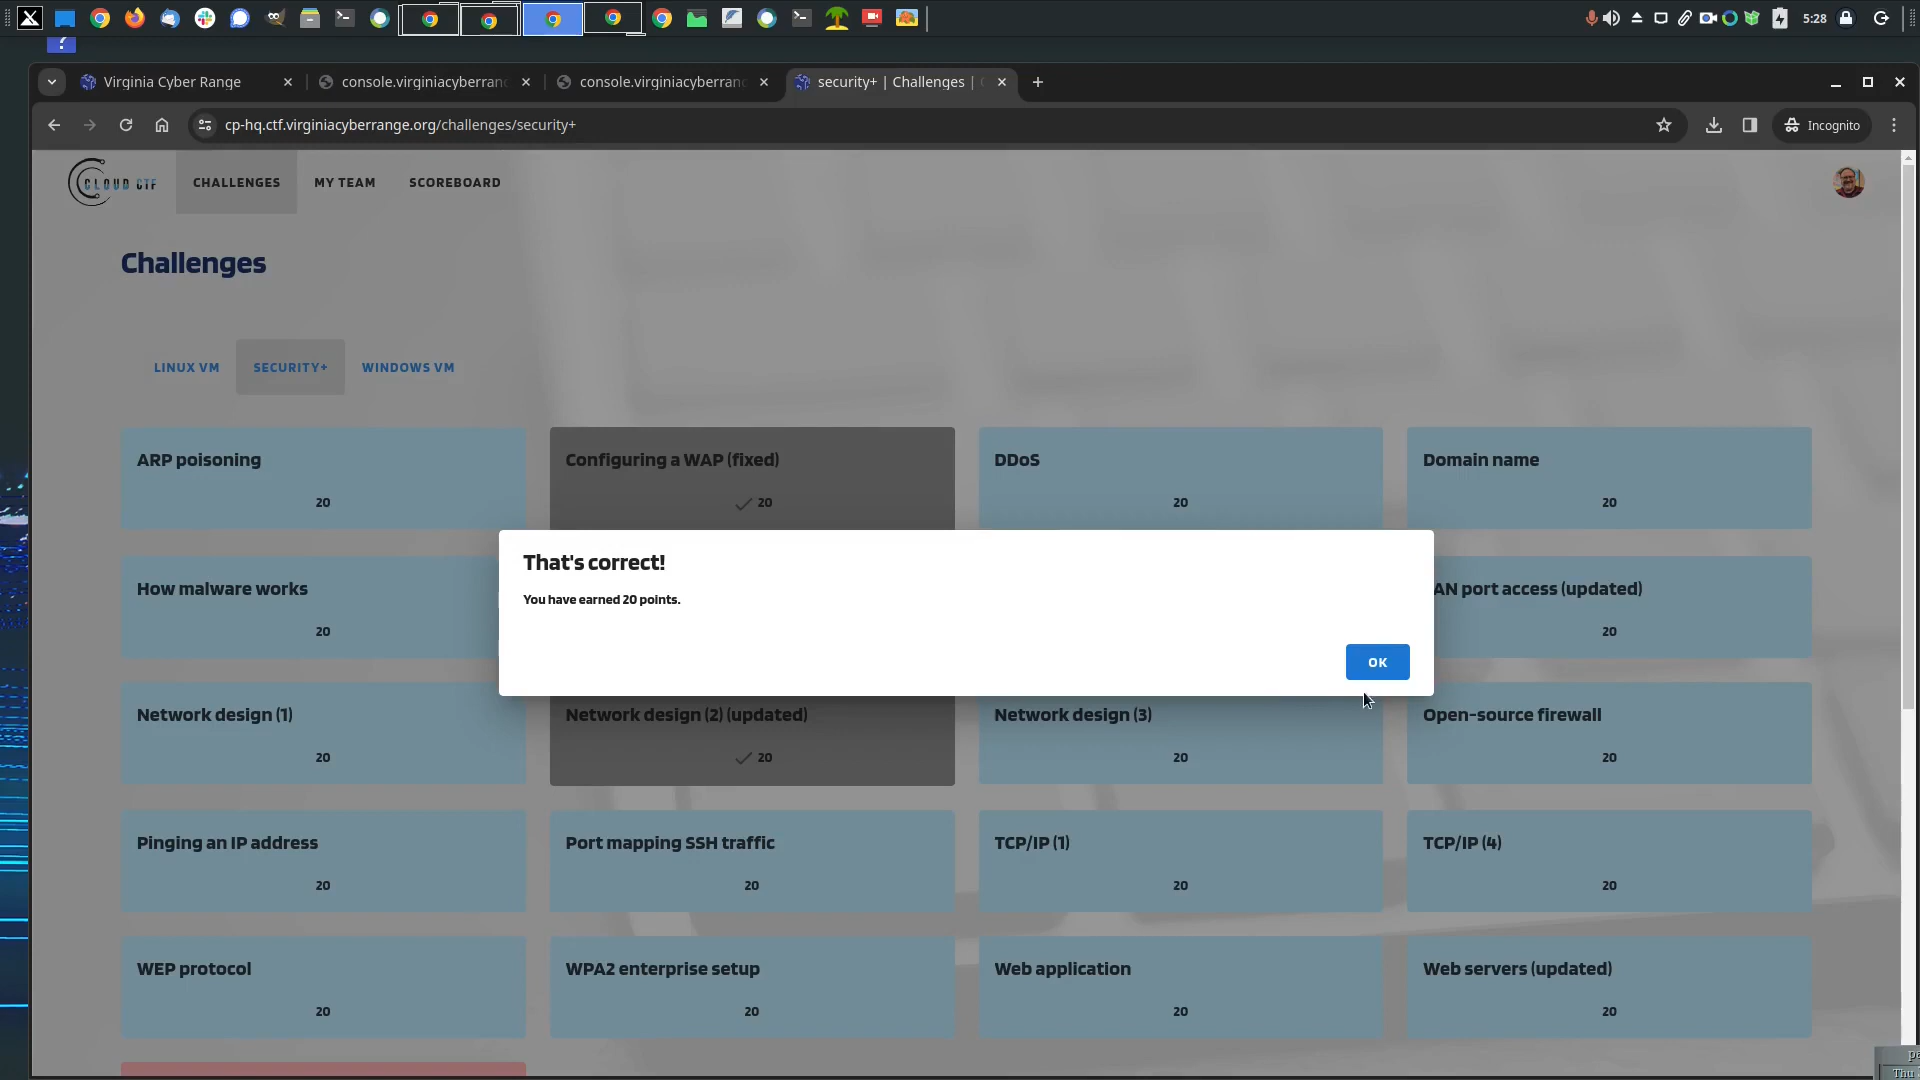 ?
5:28
Virginia Cyber Range
console.virginiacyberran
console.virginiacyberran
security+ | Challenges |
cp-hq.ctf.virginiacyberrange.org/challenges/security+
Incognito
CLOUD CTF
CHALLENGES
MY TEAM
SCOREBOARD
Challenges
LINUX VM
SECURITY+
WINDOWS VM
ARP poisoning
20
Configuring a WAP (fixed)
20
DDoS
20
Domain name
20
How malware works
20
AN port access (updated)
20
That's correct!
You have earned 20 points.
OK
Network design (1)
20
Network design (2) (updated)
20
Network design (3)
20
Open-source firewall
20
Pinging an IP address
20
Port mapping SSH traffic
20
TCP/IP (1)
20
TCP/IP (4)
20
WEP protocol
20
WPA2 enterprise setup
20
Web application
20
Web servers (updated)
20
Thu